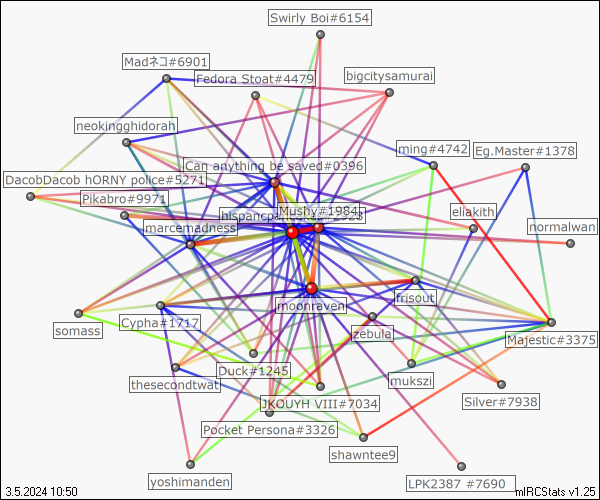 Swirly Boi#6154
Madネコ#6901
Fedora Stoat#4479
bigcitysamurai
neokingghidorah
ming#4742
Eg.Master#1378
Can anything be saved#0396
DacobDacob hORNY police#5271
Pikabro#9971
Mushy#1984
eliakith
normalwan
marcemadness
moonraven
frisout
somass
Cypha#1717
zebula
Majestic#3375
Duck#1245
mukszi
thesecondtwat
JKOUYH VIII#7034
Silver#7938
Pocket Persona#3326
shawntee9
yoshimanden
LPK2387 #7690
3.5.2024 10:50
mIRCStats v1.25